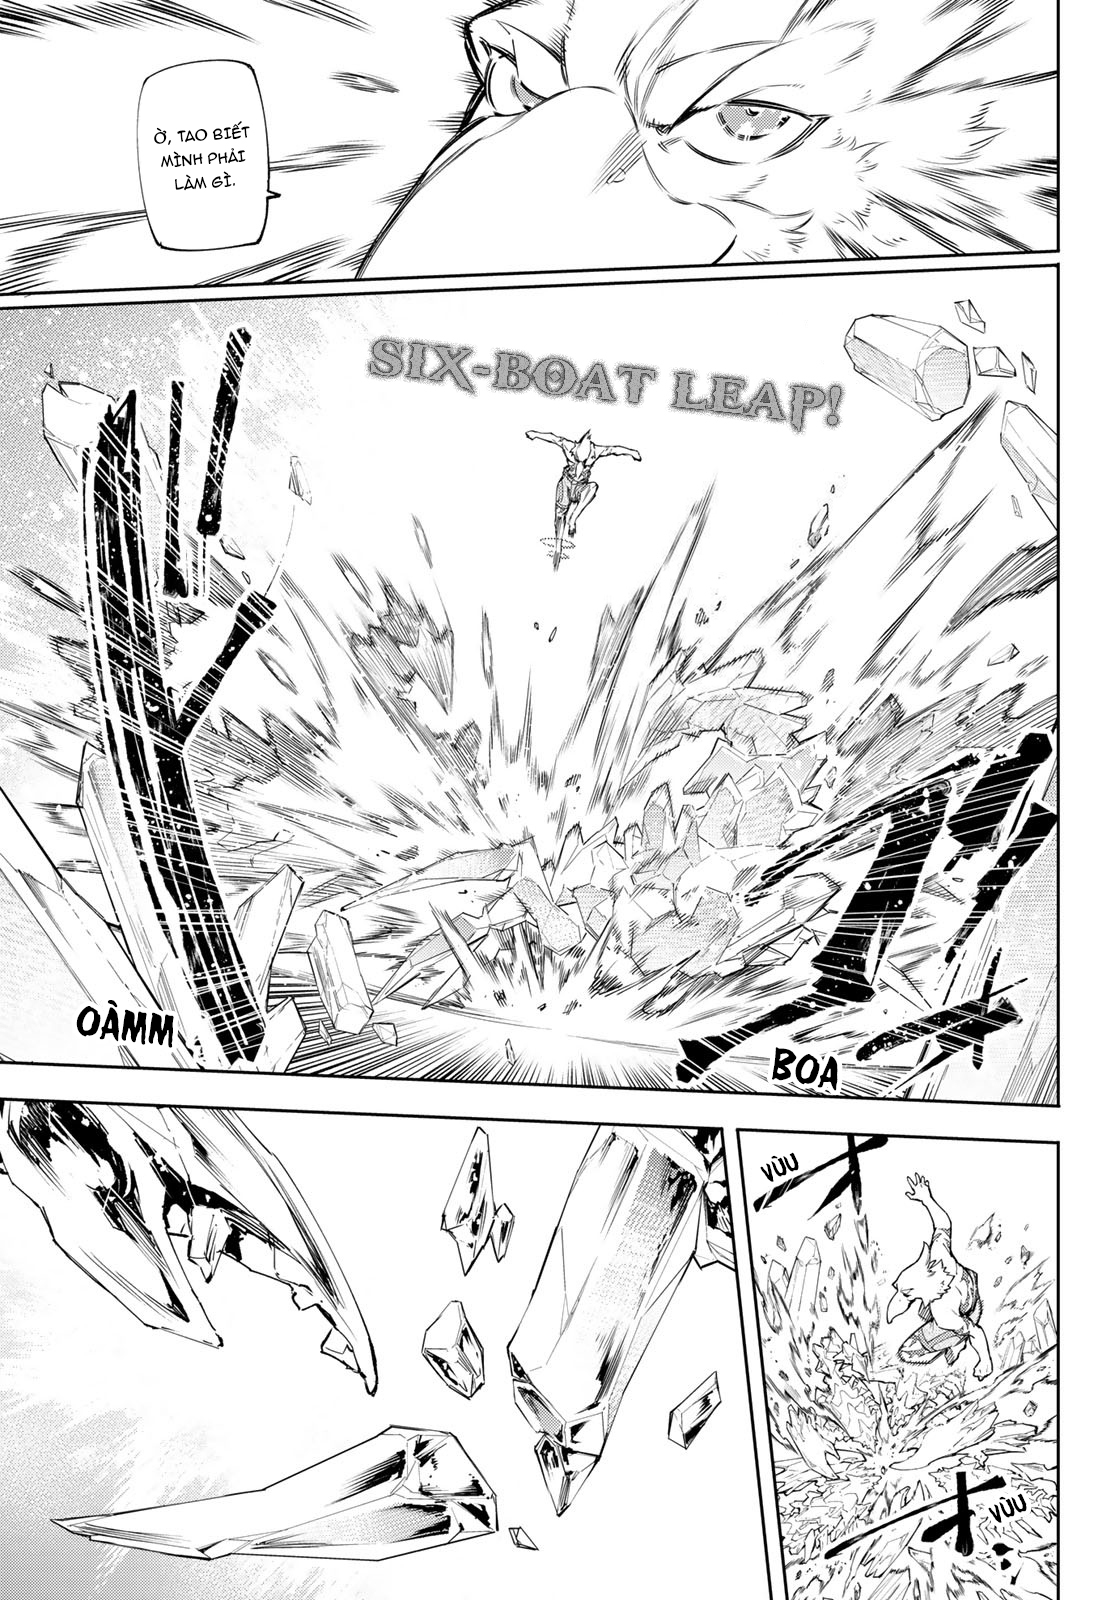 Ờ, TAO BIẾT
MÌNH PHẢI
LÀM GÌ.
SIX-BOAT LEAP!
OÀMM
BOA
VÙU
VÙU